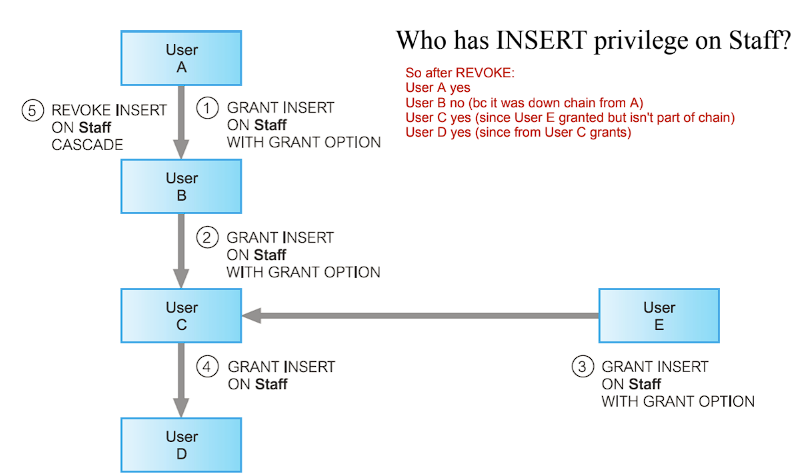 User
A
Who has INSERT privilege on Staff?
So after REVOKE:
User A yes
User B no (bc it was down chain from A)
User C yes (since User E granted but isn't part of chain)
User D yes (since from User C grants)
5 REVOKE INSERT
ON Staff
CASCADE
1 GRANT INSERT
ON Staff
WITH GRANT OPTION
User
B
2 GRANT INSERT
ON Staff
WITH GRANT OPTION
User
C
User
E
4 GRANT INSERT
ON Staff
3 GRANT INSERT
ON Staff
WITH GRANT OPTION
User
D